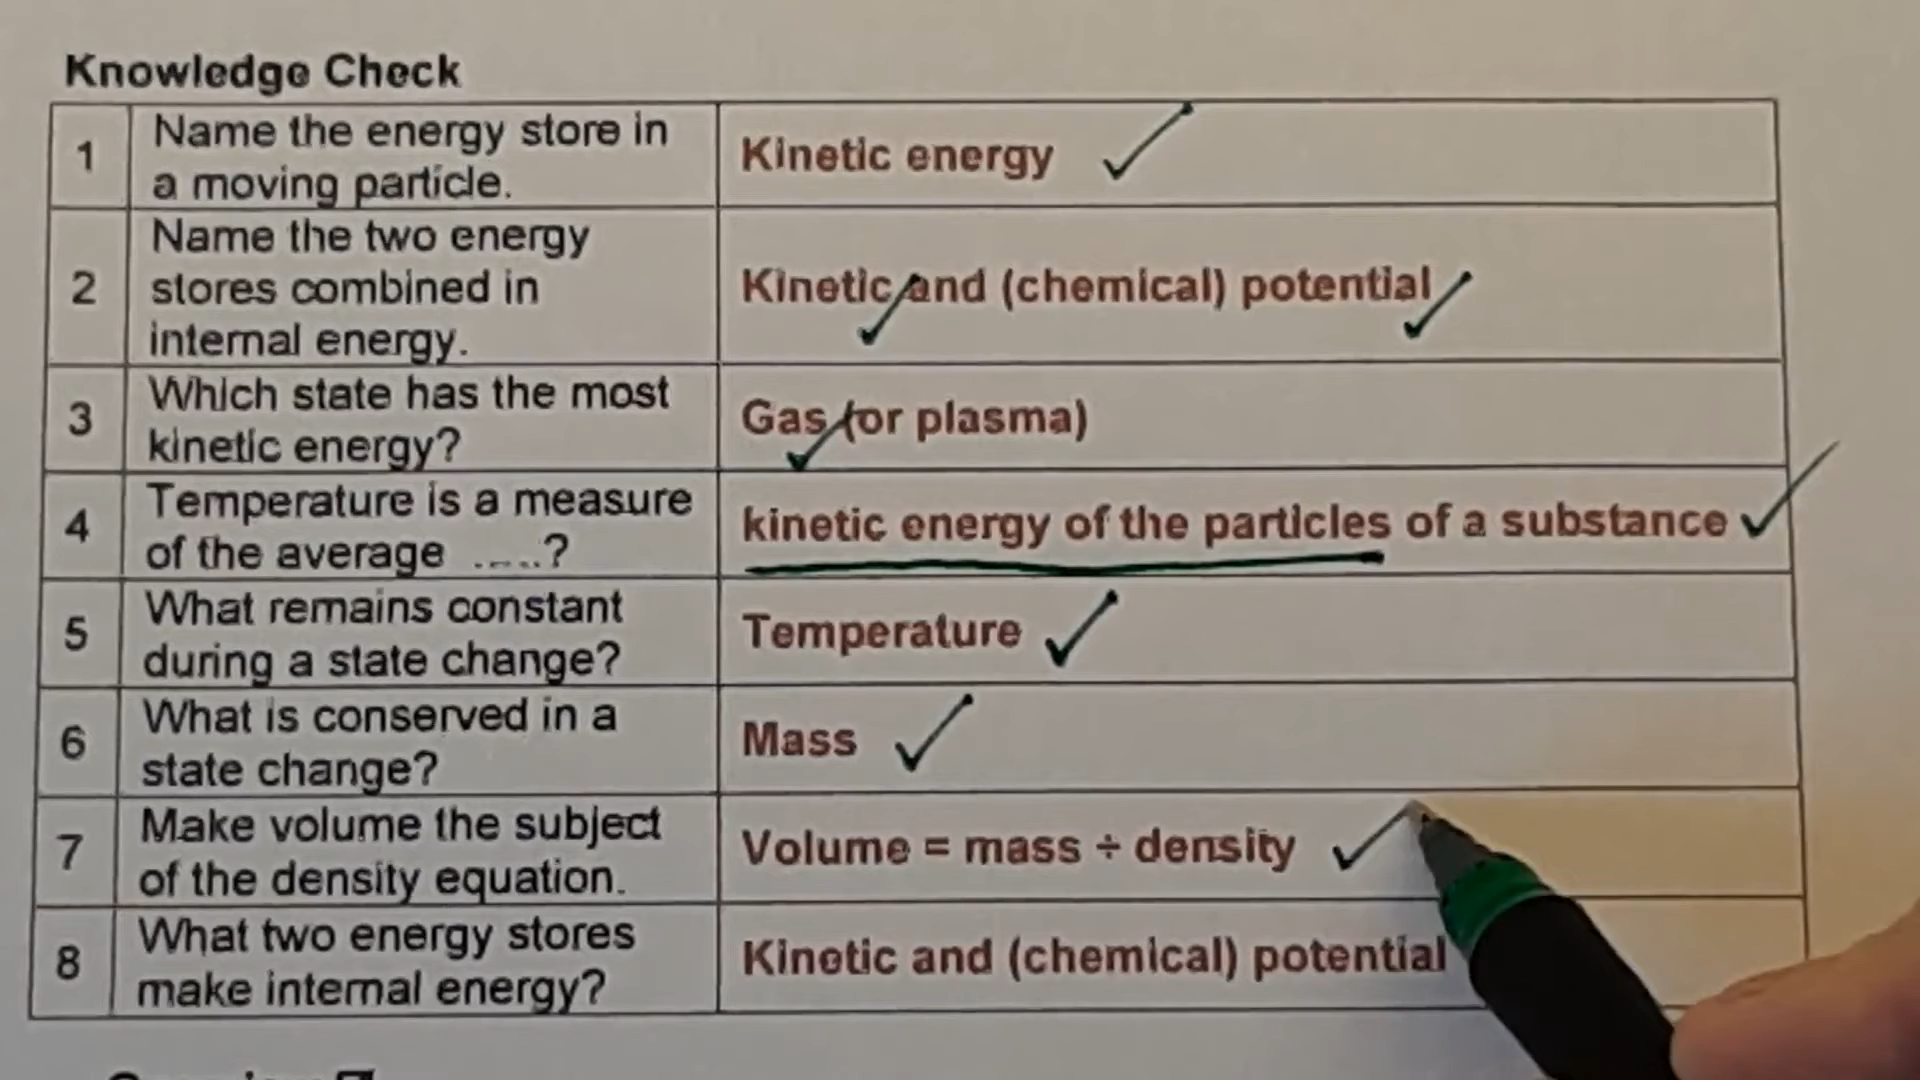 Knowledge Check
1
Name the energy store in
a moving particle.
Kinetic energy
2
Name the two energy
stores combined in
internal energy.
Kinetic and (chemical) potential
3
Which state has the most
kinetic energy?
Gas (or plasma)
4
Temperature is a measure
of the average .....?
kinetic energy of the particles of a substance
5
What remains constant
during a state change?
Temperature
6
What is conserved in a
state change?
Mass
7
Make volume the subject
of the density equation.
Volume = mass ÷ density
8
What two energy stores
make internal energy?
Kinetic and (chemical) potential